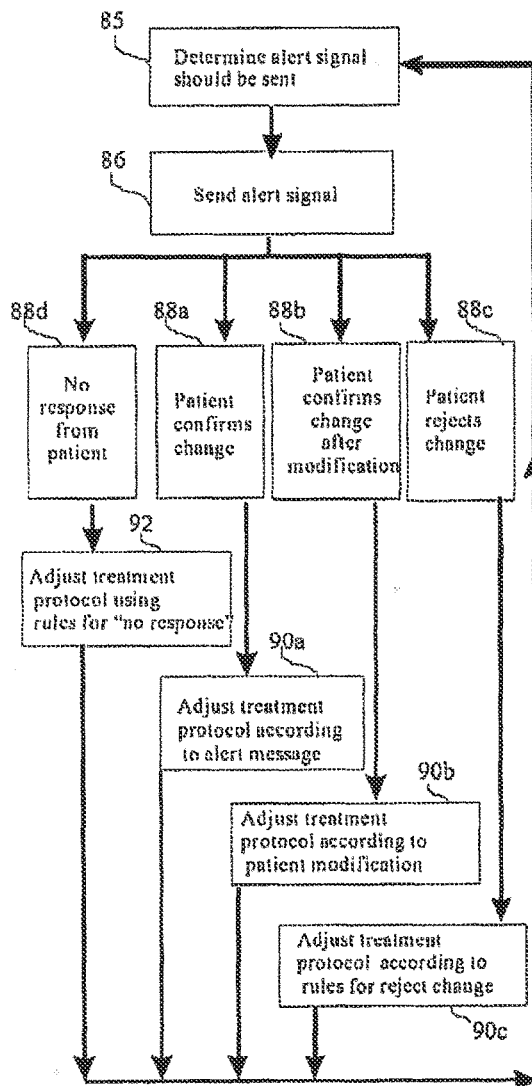 85
Determine alert signal
should be sent
86
Send alert signal
88d
88a
88b
88c
No
response
from
patient
Patient
confirms
change
Patient
confirms
change
after
modification
Patient
rejects
change
92
Adjust treatment
protocol using
rules for "no response"
90a
Adjust treatment
protocol according
to alert message
90b
Adjust treatment
protocol according to
patient modification
Adjust treatment
protocol according to
rules for reject change
90c